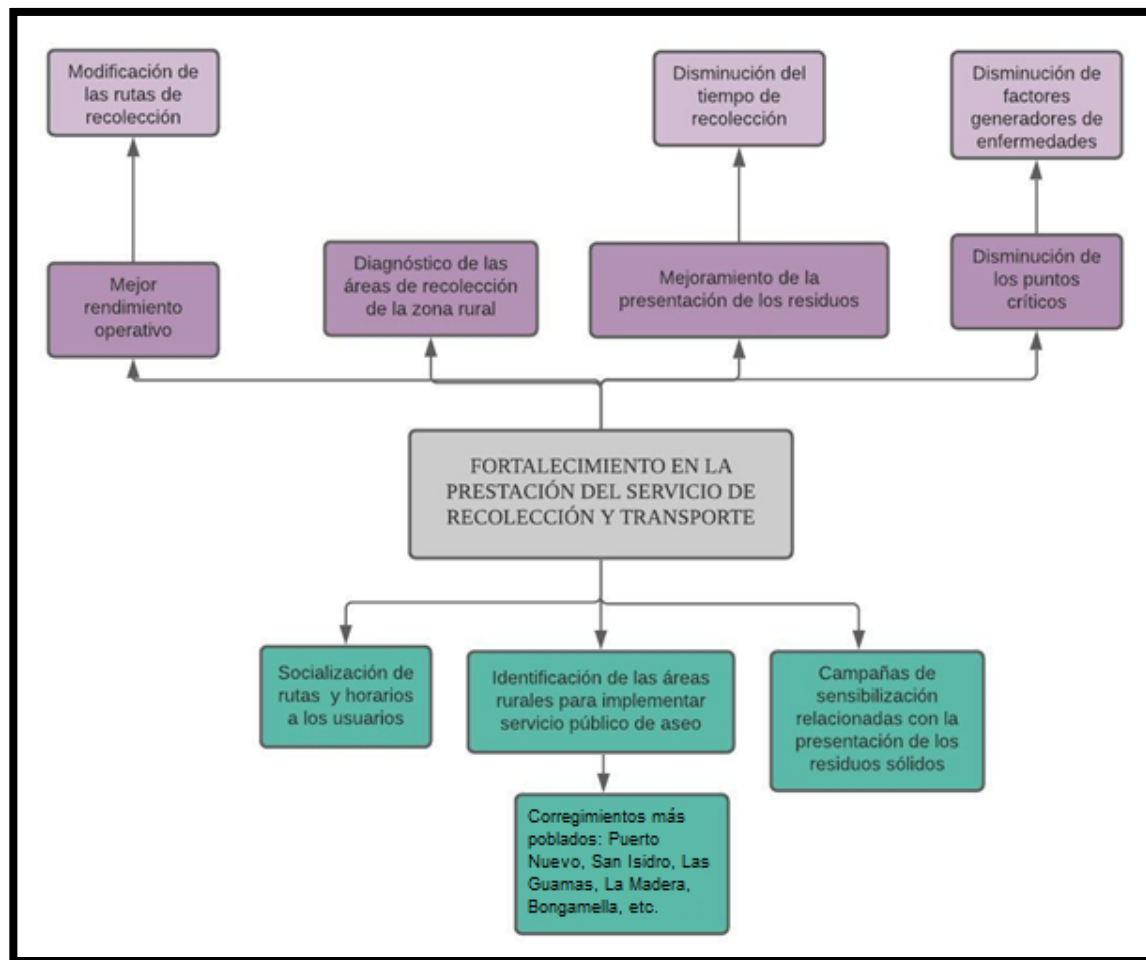 Modificación de
las rutas de
recolección
Disminución del
tiempo de
recolección
Disminución de
factores
generadores de
enfermedades
Mejor
rendimiento
operativo
Diagnóstico de las
áreas de recolección
de la zona rural
Mejoramiento de la
presentación de los residuos
Disminución de
los puntos
críticos
FORTALECIMIENTO EN LA
PRESTACIÓN DEL SERVICIO DE
RECOLECCIÓN Y TRANSPORTE
Socialización de
rutas y horarios
a los usuarios
Identificación de las áreas
rurales para implementar
servicio público de aseo
Campañas de
sensibilización
relacionadas con la
presentación de los
residuos sólidos
Corregimientos más
poblados: Puerto
Nuevo, San Isidro, Las
Guamas, La Madera,
Bongamella, etc.